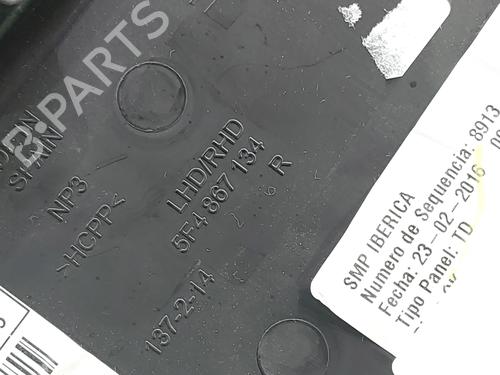 B-PARTS
SPAIN
NP3
>HCPP<
LHD/RHD
5F4 867 134
R
137-2-14
SMP IBERICA
Numero de Sequencia: 8913
Fecha: 23-02-2016
Tipo Panel: TD